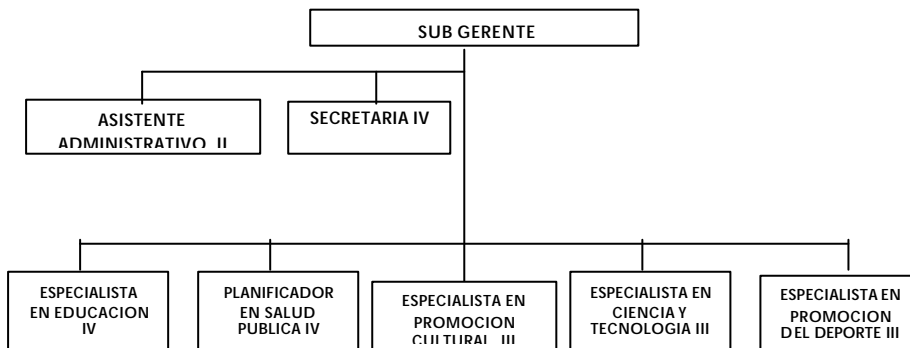 SUB GERENTE
ASISTENTE
ADMINISTRATIVO II
SECRETARIA IV
ESPECIALISTA
EN EDUCACION
IV
PLANIFICADOR
EN SALUD
PUBLICA IV
ESPECIALISTA EN
PROMOCION
CULTURAL III
ESPECIALISTA EN
CIENCIA Y
TECNOLOGIA III
ESPECIALISTA EN
PROMOCION
DEL DEPORTE III